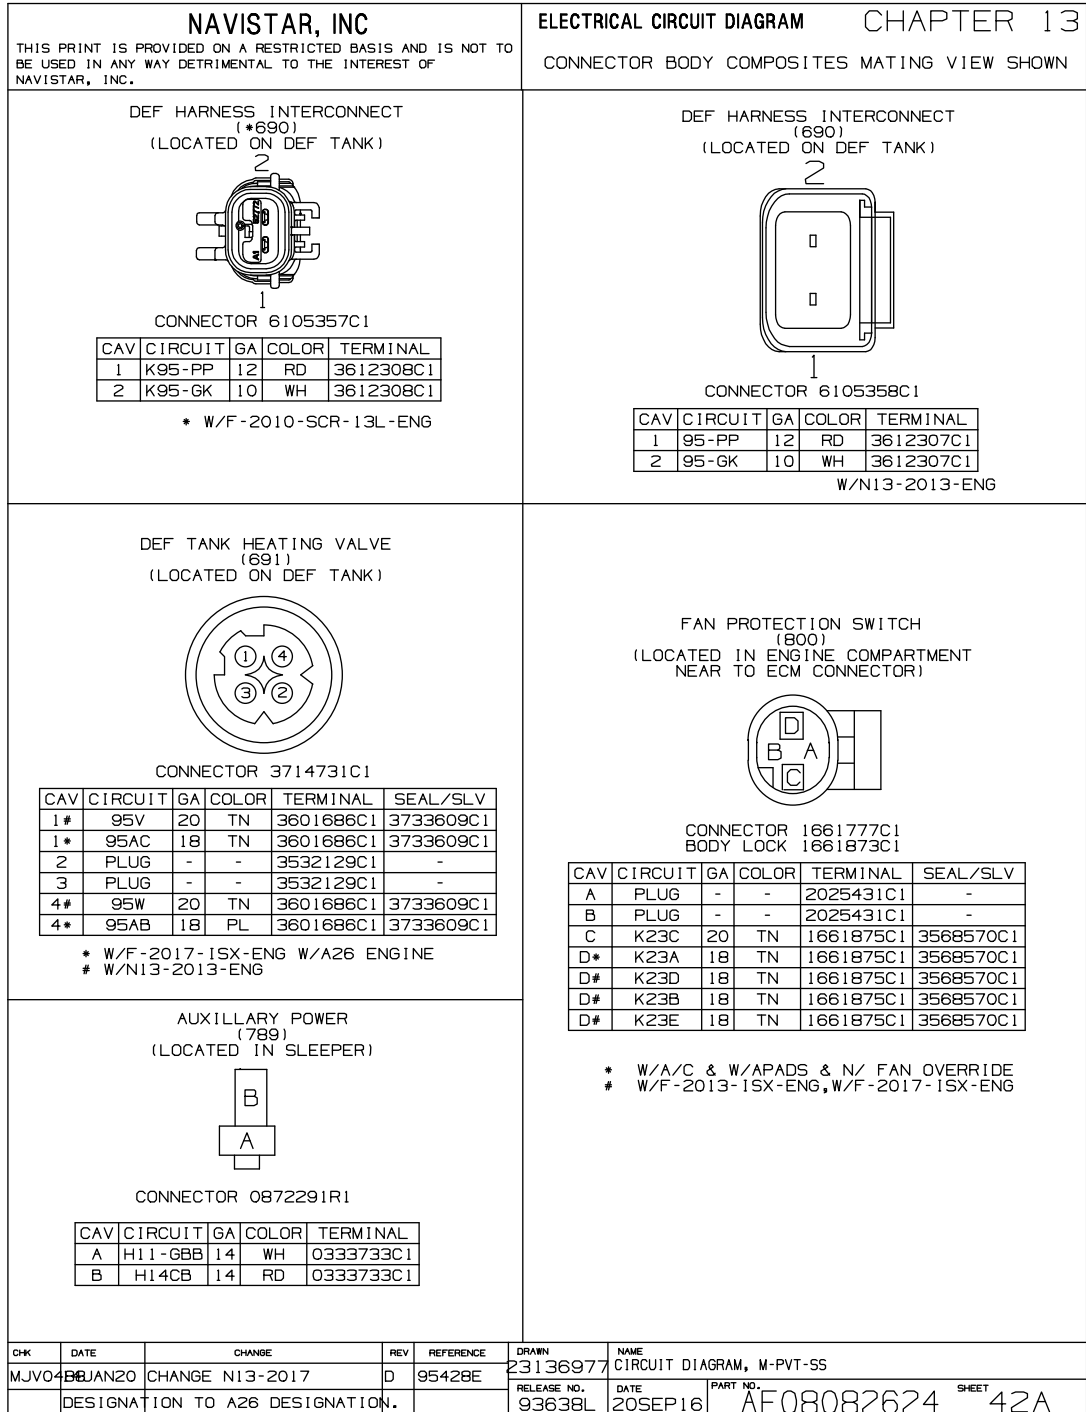 NAVISTAR, INC
THIS PRINT IS PROVIDED ON A RESTRICTED BASIS AND IS NOT TO
BE USED IN ANY WAY DETRIMENTAL TO THE INTEREST OF
NAVISTAR, INC.
ELECTRICAL CIRCUIT DIAGRAM CHAPTER 13
CONNECTOR BODY COMPOSITES MATING VIEW SHOWN
DEF HARNESS INTERCONNECT
(*690)
(LOCATED ON DEF TANK)
2
A1
1
CONNECTOR 6105357C1
CAV CIRCUIT GA COLOR TERMINAL
1 K95-PP 12 RD 3612308C1
2 K95-GK 10 WH 3612308C1
* W/F-2010-SCR-13L-ENG
DEF HARNESS INTERCONNECT
(690)
(LOCATED ON DEF TANK)
2
1
CONNECTOR 6105358C1
CAV CIRCUIT GA COLOR TERMINAL
1 95-PP 12 RD 3612307C1
2 95-GK 10 WH 3612307C1
W/N13-2013-ENG
DEF TANK HEATING VALVE
(691)
(LOCATED ON DEF TANK)
1 4
3 2
CONNECTOR 3714731C1
CAV CIRCUIT GA COLOR TERMINAL SEAL/SLV
1# 95V 20 TN 3601686C1 3733609C1
1* 95AC 18 TN 3601686C1 3733609C1
2 PLUG - - 3532129C1 -
3 PLUG - - 3532129C1 -
4# 95W 20 TN 3601686C1 3733609C1
4* 95AB 18 PL 3601686C1 3733609C1
* W/F-2017-ISX-ENG W/A26 ENGINE
# W/N13-2013-ENG
FAN PROTECTION SWITCH
(800)
(LOCATED IN ENGINE COMPARTMENT
NEAR TO ECM CONNECTOR)
D
B A
C
CONNECTOR 1661777C1
BODY LOCK 1661873C1
CAV CIRCUIT GA COLOR TERMINAL SEAL/SLV
A PLUG - - 2025431C1 -
B PLUG - - 2025431C1 -
C K23C 20 TN 1661875C1 3568570C1
D* K23A 18 TN 1661875C1 3568570C1
D# K23D 18 TN 1661875C1 3568570C1
D# K23B 18 TN 1661875C1 3568570C1
D# K23E 18 TN 1661875C1 3568570C1
* W/A/C & W/APADS & N/ FAN OVERRIDE
# W/F-2013-ISX-ENG,W/F-2017-ISX-ENG
AUXILLARY POWER
(789)
(LOCATED IN SLEEPER)
B
A
CONNECTOR 0872291R1
CAV CIRCUIT GA COLOR TERMINAL
A H11-GBB 14 WH 0333733C1
B H14CB 14 RD 0333733C1
CHK DATE CHANGE REV REFERENCE
CHANGE N13-2017 D 95428E
DESIGNATION TO A26 DESIGNATION.
DRAWN
23136977
NAME
CIRCUIT DIAGRAM, M-PVT-SS
RELEASE NO.
93638L
DATE
20SEP16
PART NO.
AF08082624
SHEET
42A